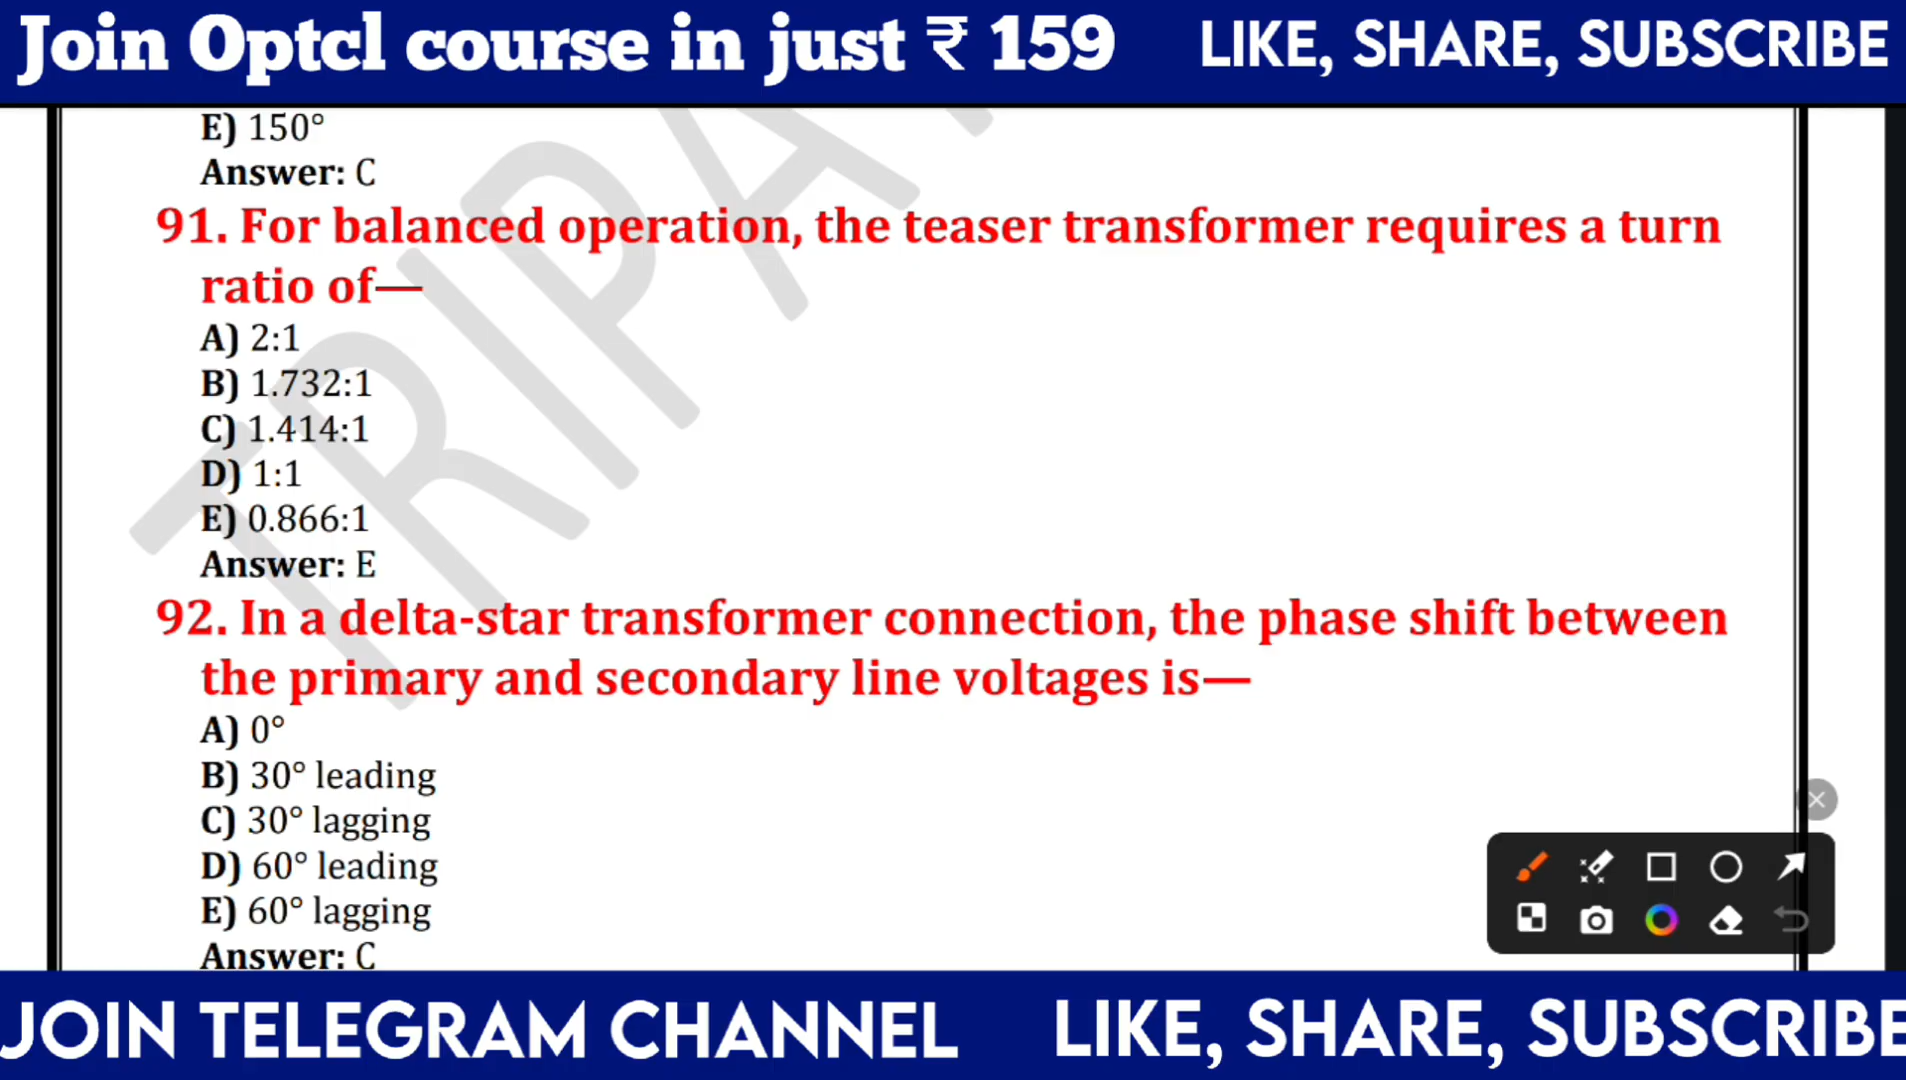 Join Optcl course in just ₹ 159 LIKE, SHARE, SUBSCRIBE
E) 150°
Answer: C
91. For balanced operation, the teaser transformer requires a turn
ratio of—
A) 2:1
B) 1.732:1
C) 1.414:1
D) 1:1
E) 0.866:1
Answer: E
92. In a delta-star transformer connection, the phase shift between
the primary and secondary line voltages is—
A) 0°
B) 30° leading
C) 30° lagging
D) 60° leading
E) 60° lagging
Answer: C
TRIPA
JOIN TELEGRAM CHANNEL LIKE, SHARE, SUBSCRIBE